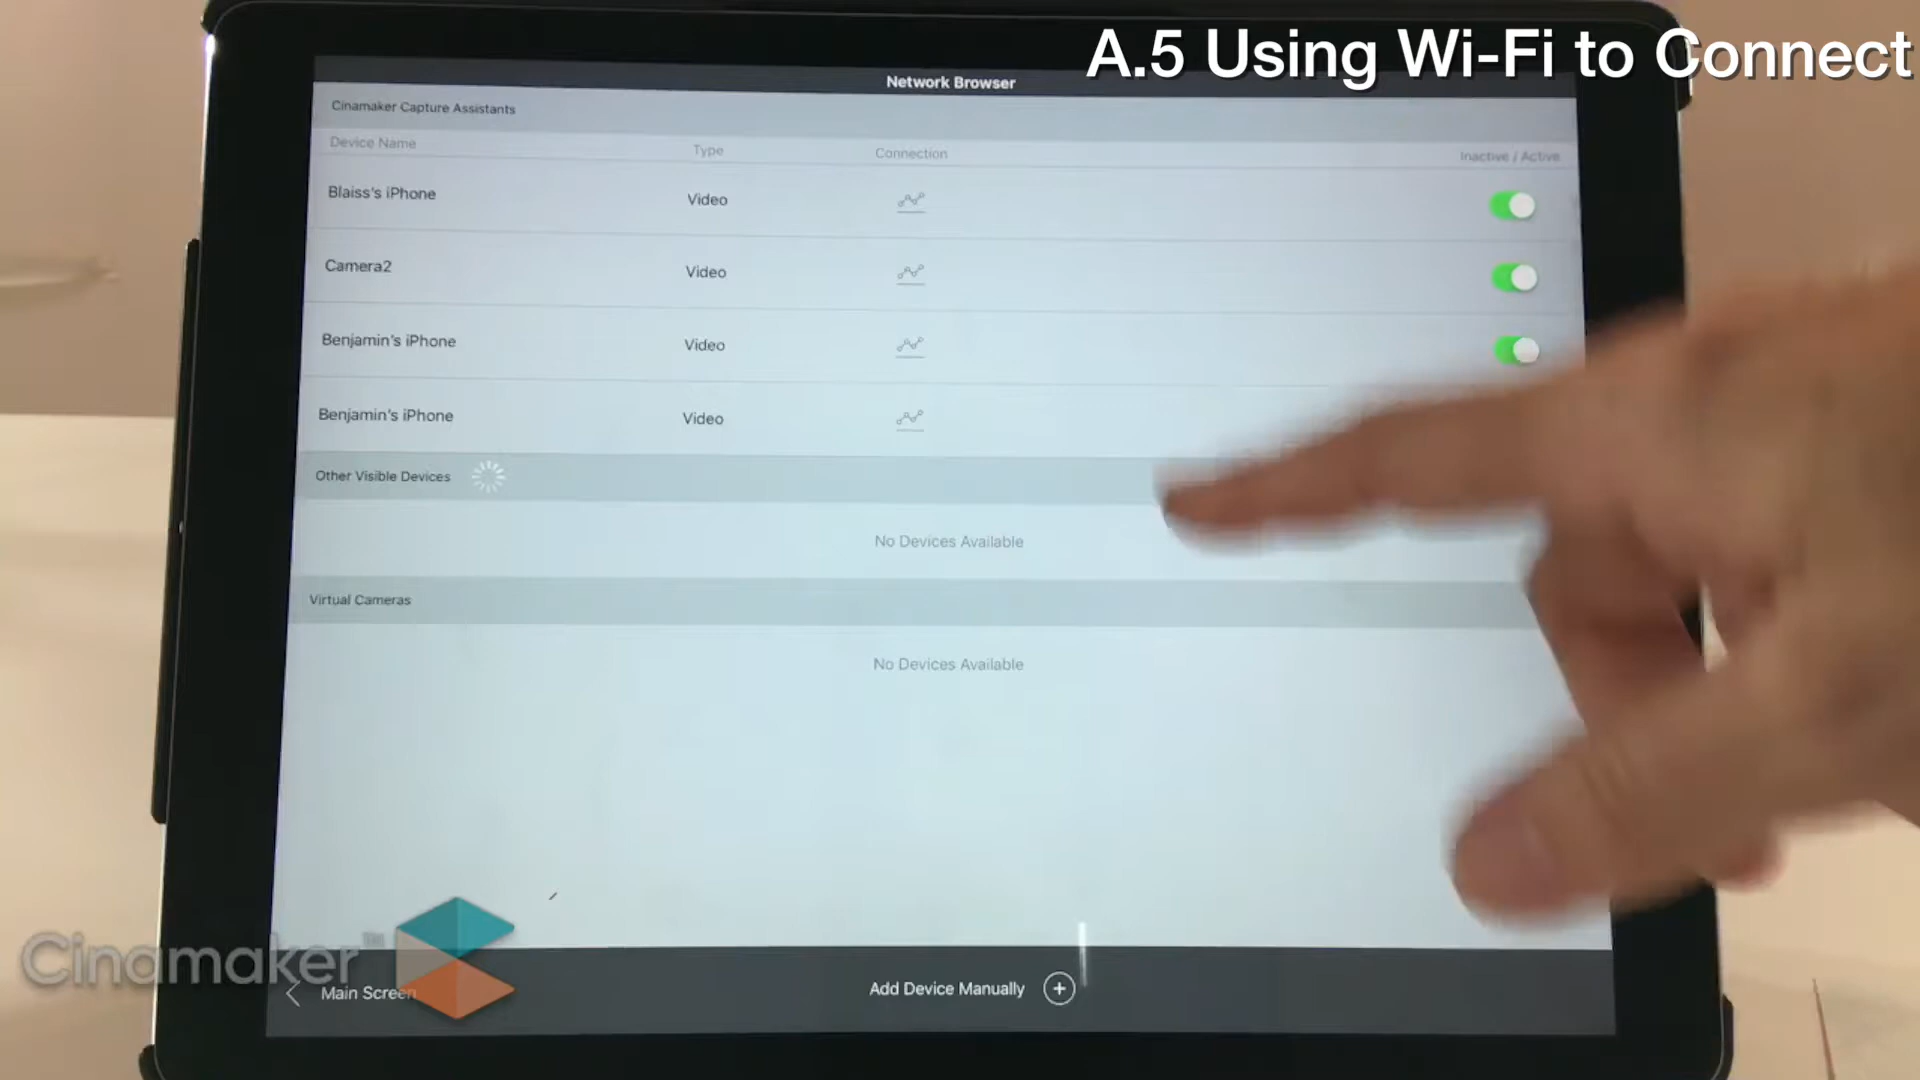 A.5 Using Wi-Fi to Connect
Network Browser
Cinamaker Capture Assistants
Device Name Type Connection Inactive / Active
Blaiss's iPhone Video
Camera2 Video
Benjamin's iPhone Video
Benjamin's iPhone Video
Other Visible Devices
No Devices Available
Virtual Cameras
No Devices Available
Cinamaker™
Main Screen
Add Device Manually